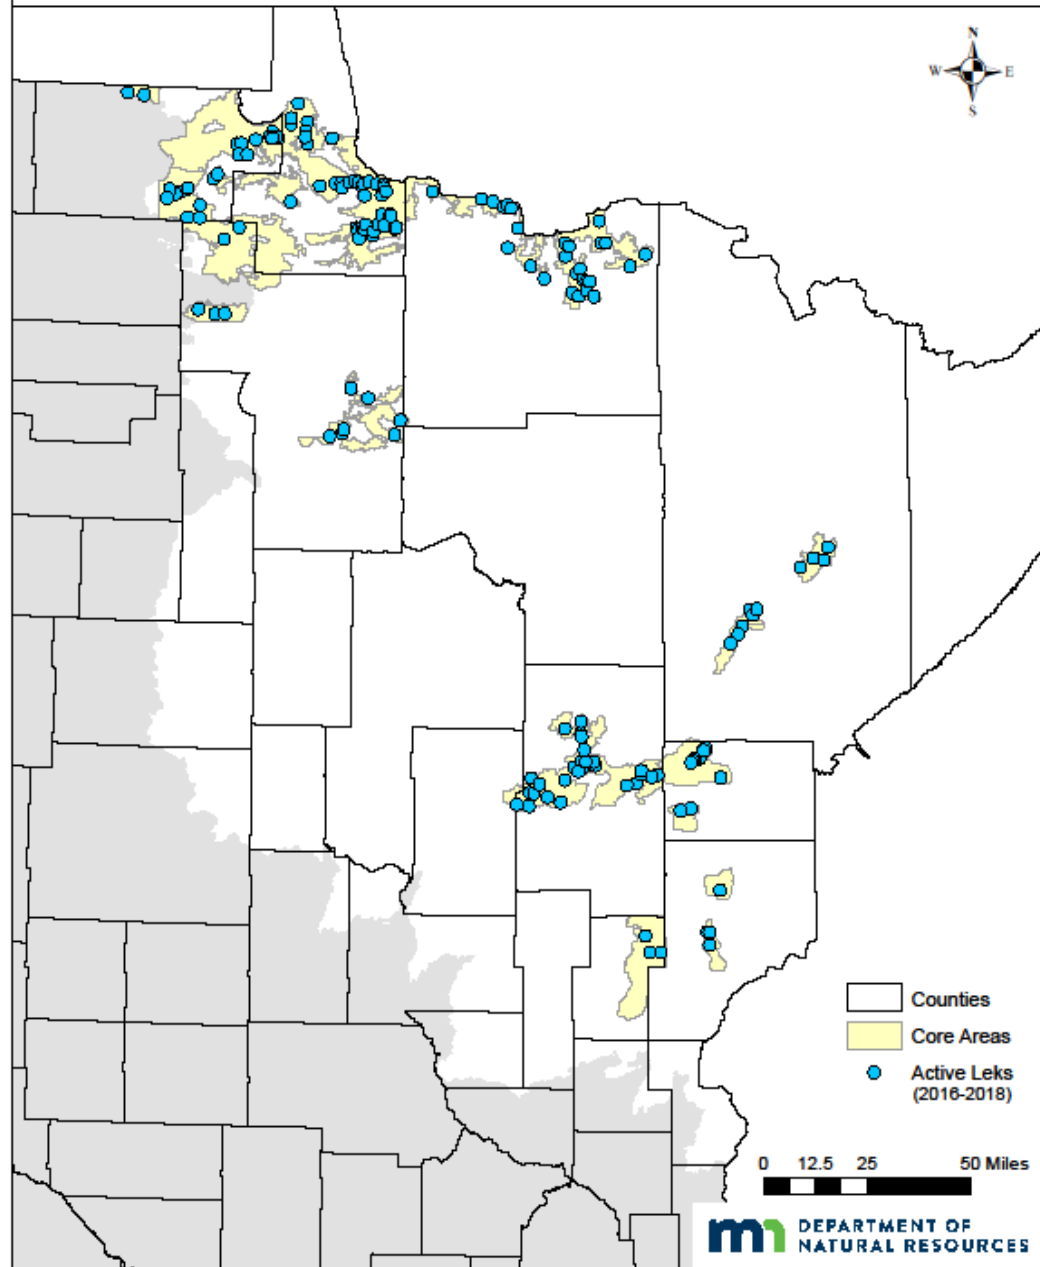 N
W E
S
Counties
Core Areas
Active Leks
(2016-2018)
0 12.5 25 50 Miles
DEPARTMENT OF
NATURAL RESOURCES